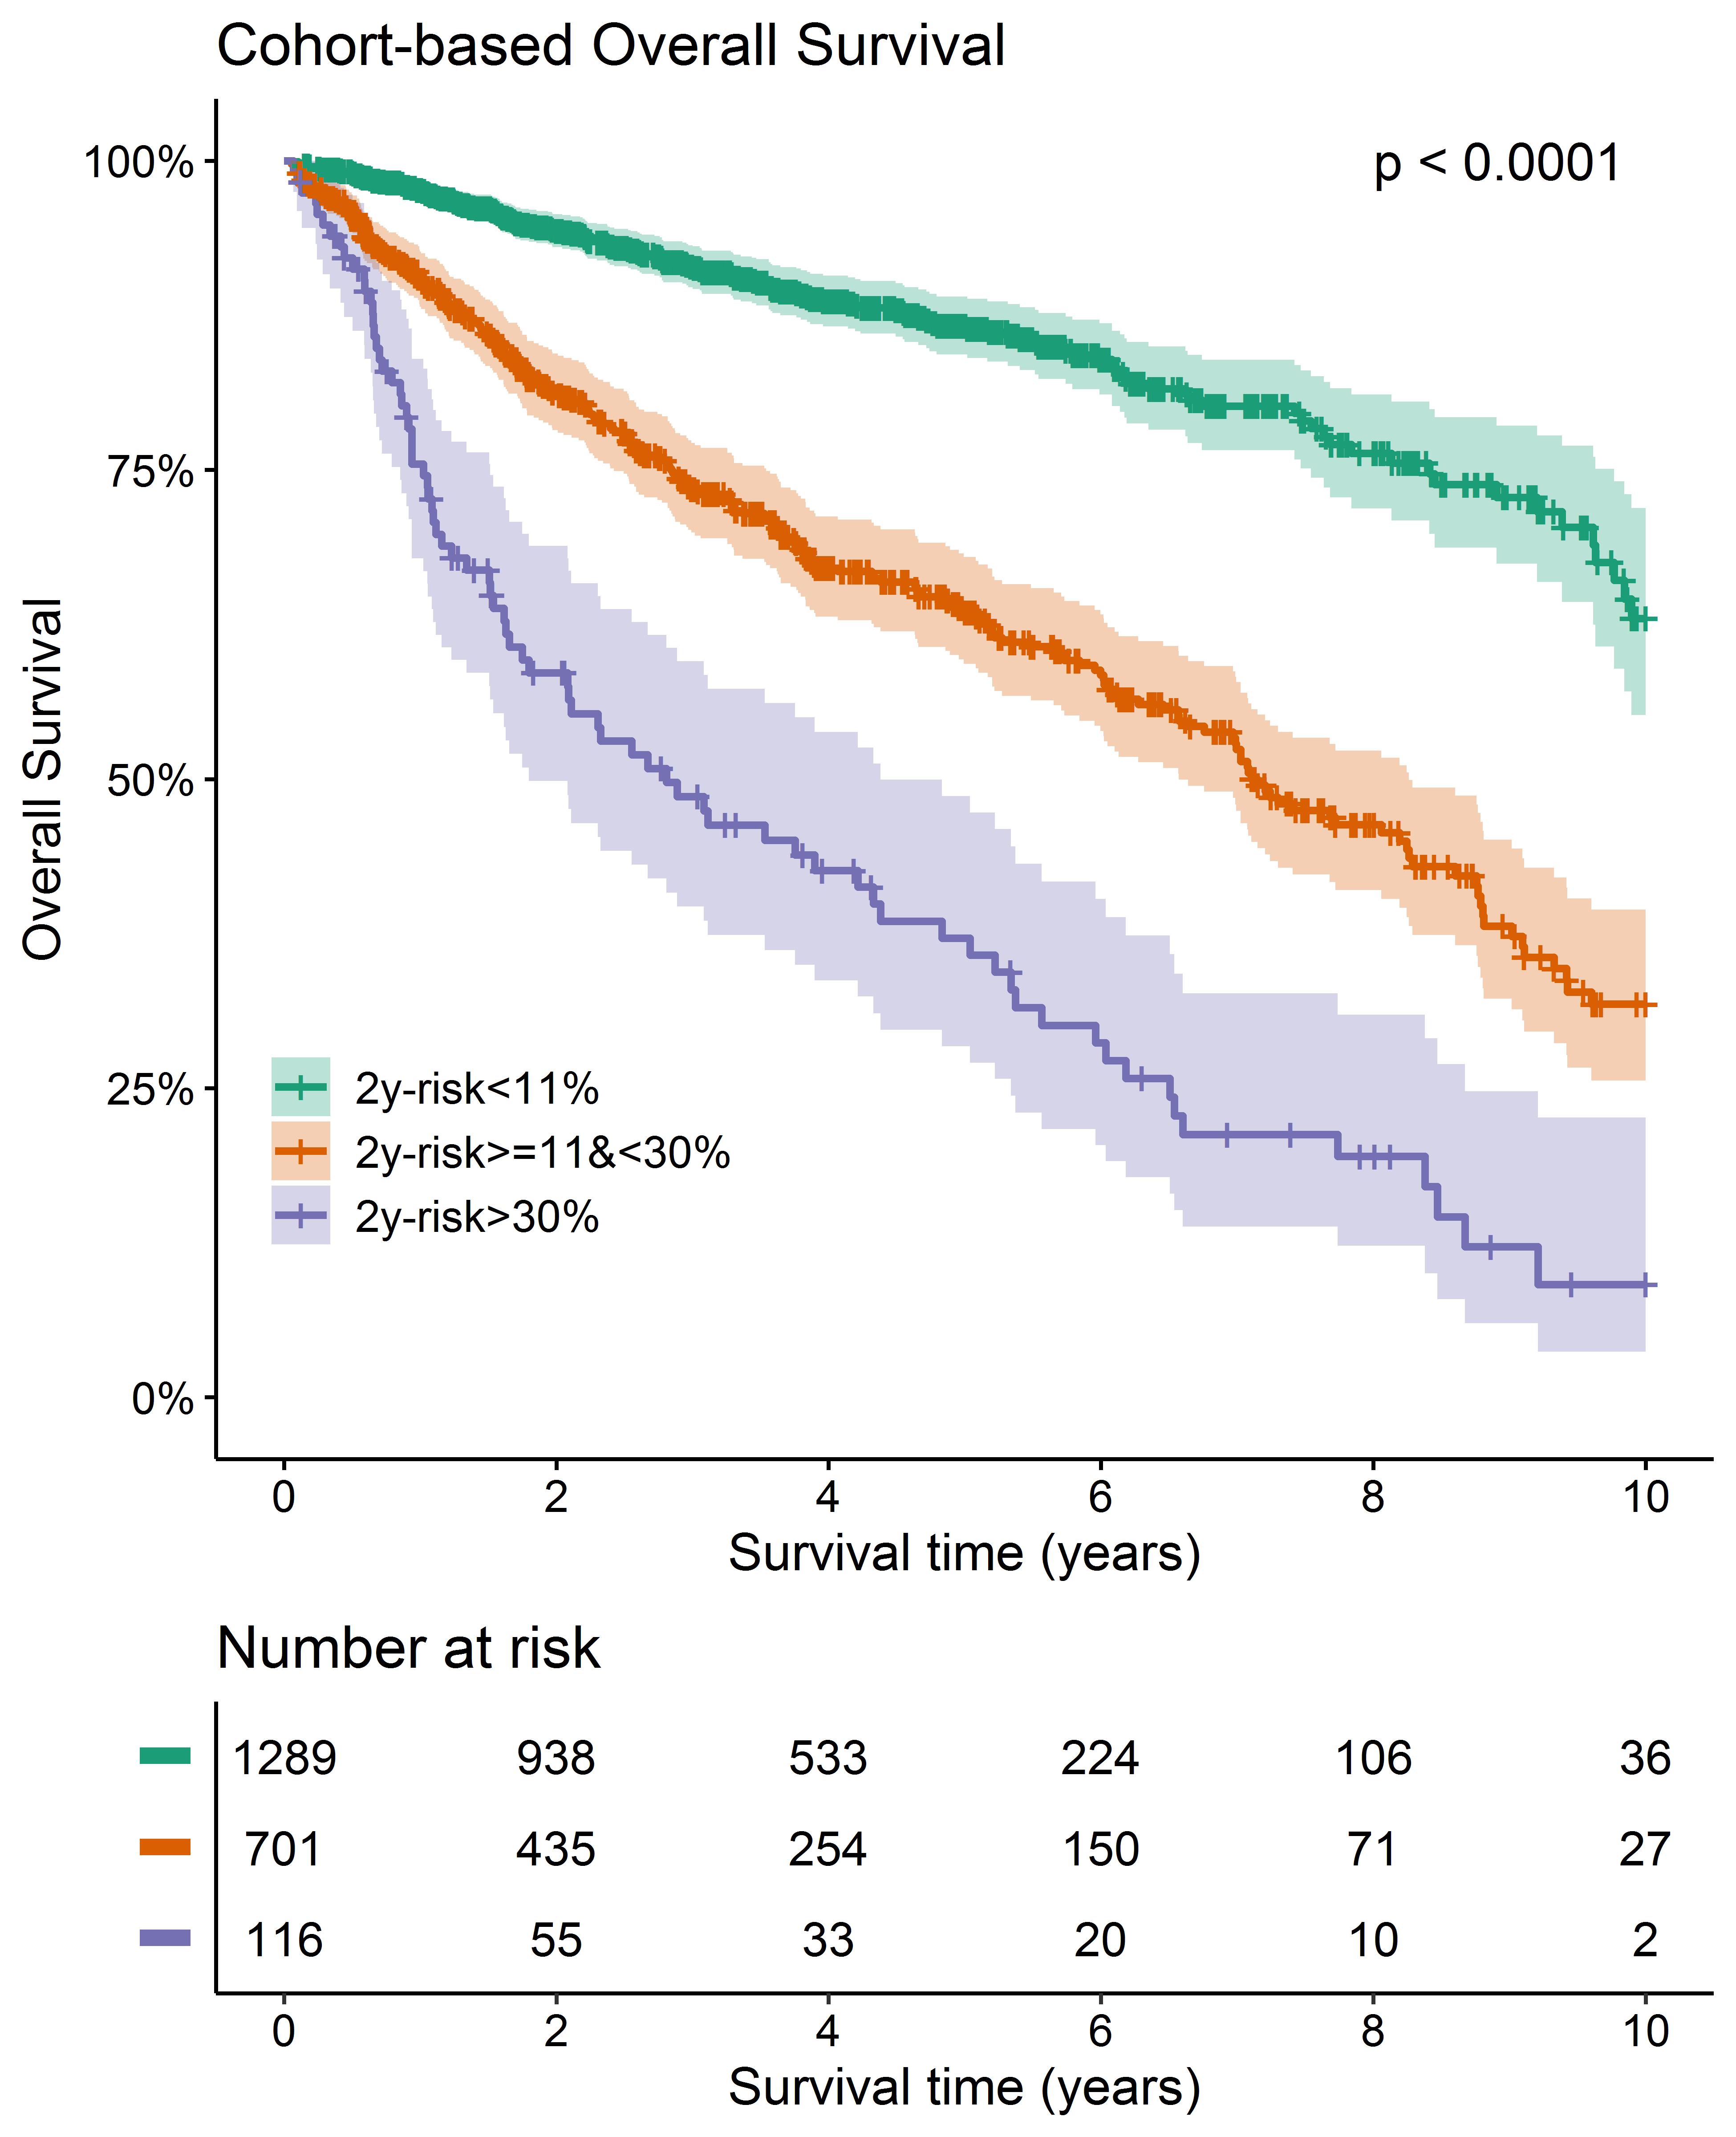 Cohort-based Overall Survival
p < 0.0001
100%
75%
50%
25%
0%
Overall Survival
2y-risk<11%
2y-risk>=11&<30%
2y-risk>30%
0 2 4 6 8 10
Survival time (years)
Number at risk
1289 938 533 224 106 36
701 435 254 150 71 27
116 55 33 20 10 2
0 2 4 6 8 10
Survival time (years)